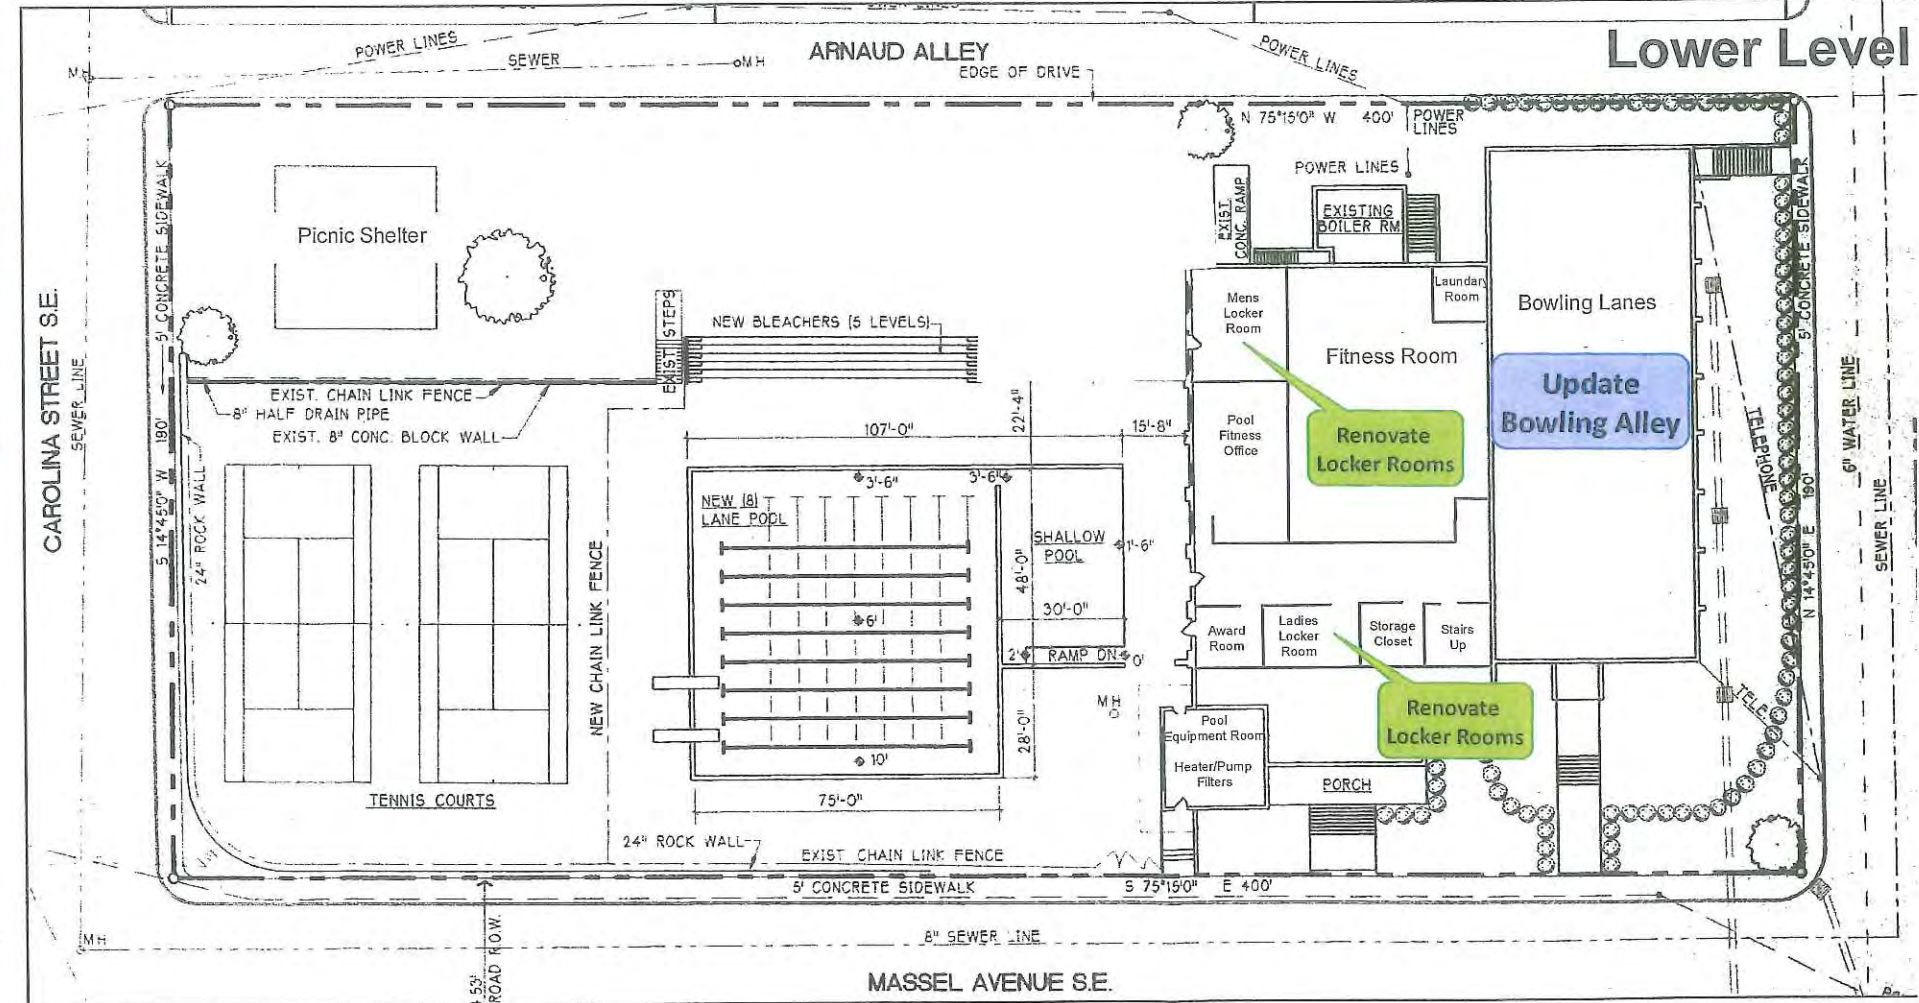 Lower Level
POWER LINES
SEWER
MH
ARNAUD ALLEY
EDGE OF DRIVE
POWER LINES
N 75°15'0" W 400'
POWER
LINES
POWER LINES
5' CONCRETE SIDEWALK
Picnic Shelter
EXIST
CONC. RAMP
EXISTING
BOILER RM
Mens
Locker
Room
Laundary
Room
Bowling Lanes
5' CONCRETE SIDEWALK
CAROLINA STREET S.E.
SEWER LINE
EXIST STEPS
NEW BLEACHERS (5 LEVELS)
Fitness Room
Update
Bowling Alley
EXIST. CHAIN LINK FENCE
8" HALF DRAIN PIPE
EXIST. 8" CONC. BLOCK WALL
22'-4"
107'-0"
15'-8"
Pool
Fitness
Office
Renovate
Locker Rooms
TELEPHONE
6" WATER LINE
SEWER LINE
S 14°45'0" W 190'
24" ROCK WALL
NEW CHAIN LINK FENCE
3'-6"
3'-6"
NEW (8)
LANE POOL
SHALLOW
POOL
1'-6"
48'-0"
30'-0"
6'
2'
RAMP DN
0'
N 14°45'0" E 190'
Award
Room
Ladies
Locker
Room
Storage
Closet
Stairs
Up
MH
28'-0"
10'
Pool
Equipment Room
Heater/Pump
Filters
Renovate
Locker Rooms
TELE
PORCH
TENNIS COURTS
75'-0"
24" ROCK WALL
EXIST CHAIN LINK FENCE
5' CONCRETE SIDEWALK
S 75°15'0" E 400'
MH
53'
ROAD R.O.W.
8" SEWER LINE
MASSEL AVENUE S.E.